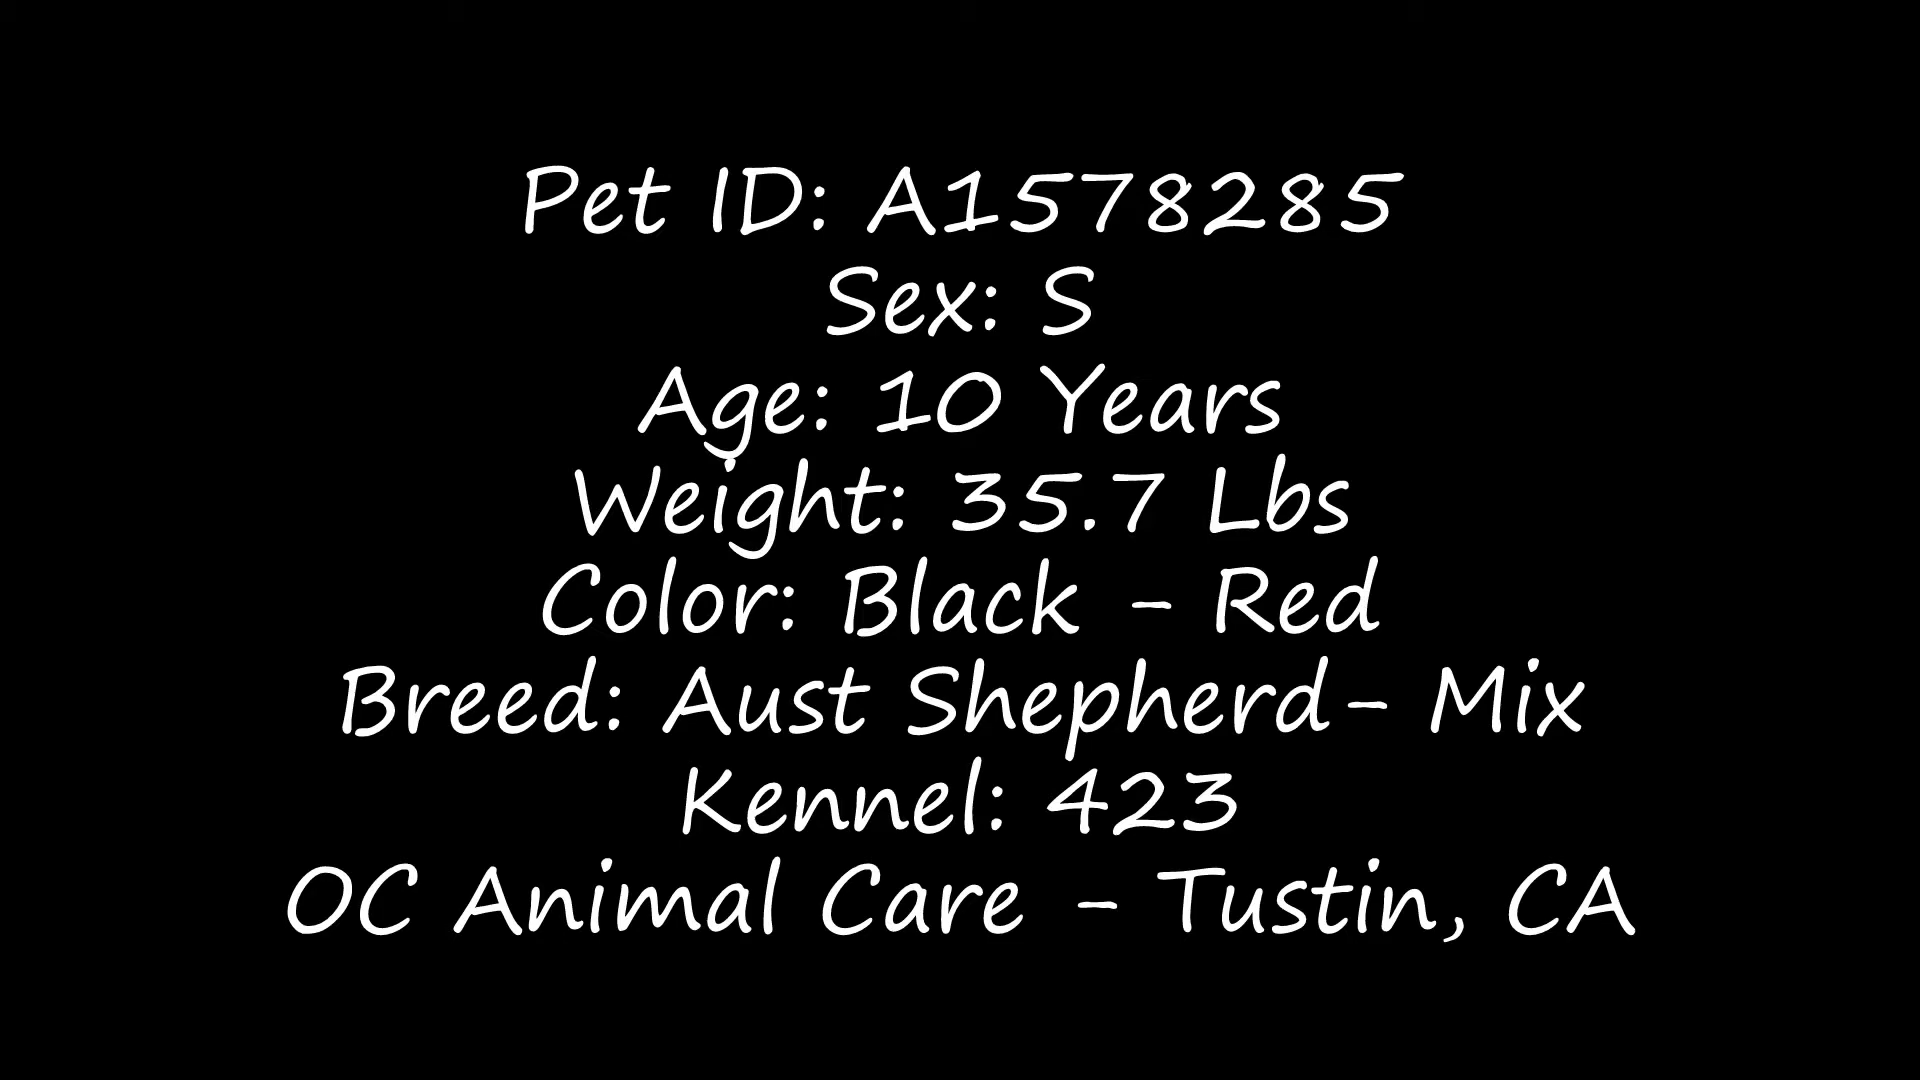 Pet ID: A1578285
Sex: S
Age: 10 Years
Weight: 35.7 Lbs
Color: Black - Red
Breed: Aust Shepherd- Mix
Kennel: 423
OC Animal Care - Tustin, CA